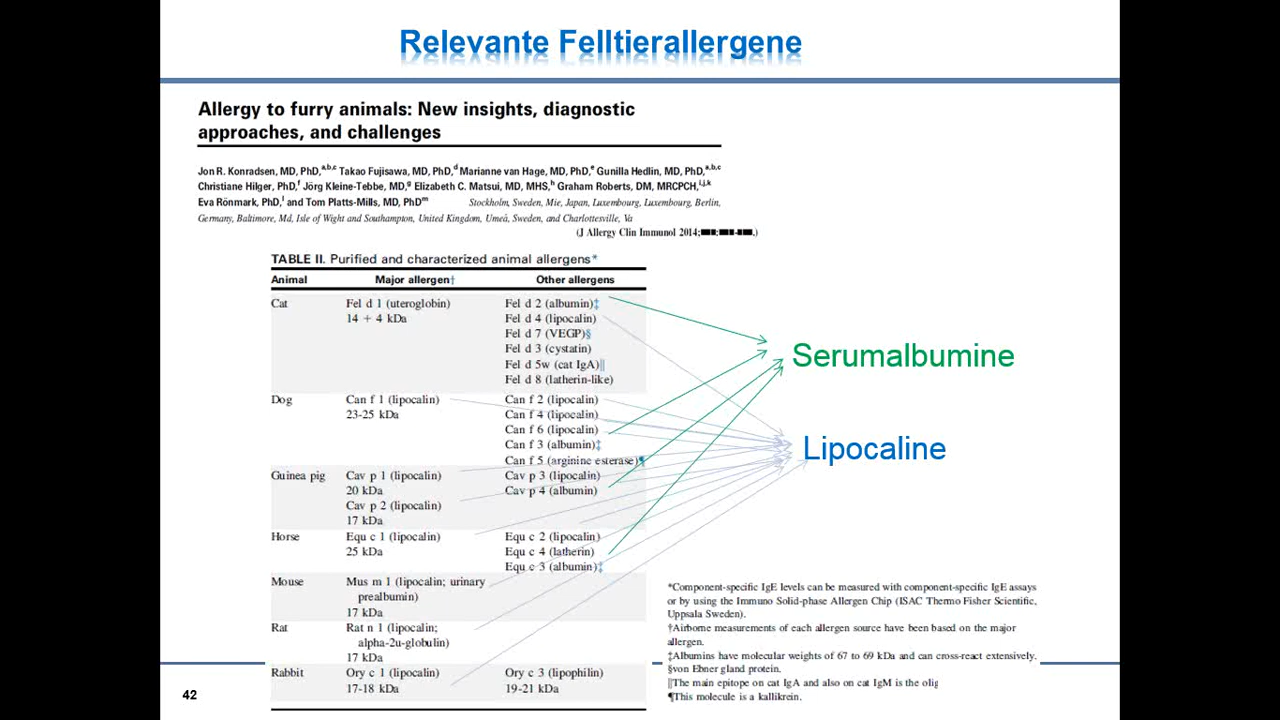 Relevante Felltierallergene
Allergy to furry animals: New insights, diagnostic
approaches, and challenges
Jon R. Konradsen, MD, PhD,a,b,c Takao Fujisawa, MD, PhD,d Marianne van Hage, MD, PhD,e Gunilla Hedlin, MD, PhD,a,b,c
Christiane Hilger, PhD,f Jörg Kleine-Tebbe, MD,g Elizabeth C. Matsui, MD, MHS,h Graham Roberts, DM, MRCPCH,i,j,k
Eva Rönmark, PhD,l and Tom Platts-Mills, MD, PhDm Stockholm, Sweden, Mie, Japan, Luxembourg, Luxembourg, Berlin,
Germany, Baltimore, Md, Isle of Wight and Southampton, United Kingdom, Umeå, Sweden, and Charlottesville, Va
(J Allergy Clin Immunol 2014;■■■:■■■-■■■.)
TABLE II. Purified and characterized animal allergens*
Animal Major allergen† Other allergens
Cat Fel d 1 (uteroglobin) Fel d 2 (albumin)‡
14 + 4 kDa Fel d 4 (lipocalin)
Fel d 7 (VEGP)§
Fel d 3 (cystatin)
Fel d 5w (cat IgA)||
Fel d 8 (latherin-like)
Dog Can f 1 (lipocalin) Can f 2 (lipocalin)
23-25 kDa Can f 4 (lipocalin)
Can f 6 (lipocalin)
Can f 3 (albumin)‡
Can f 5 (arginine esterase)¶
Guinea pig Cav p 1 (lipocalin) Cav p 3 (lipocalin)
20 kDa Cav p 4 (albumin)
Cav p 2 (lipocalin)
17 kDa
Horse Equ c 1 (lipocalin) Equ c 2 (lipocalin)
25 kDa Equ c 4 (latherin)
Equ c 3 (albumin)‡
Mouse Mus m 1 (lipocalin; urinary
prealbumin)
17 kDa
Rat Rat n 1 (lipocalin;
alpha-2u-globulin)
17 kDa
Rabbit Ory c 1 (lipocalin) Ory c 3 (lipophilin)
17-18 kDa 19-21 kDa
Serumalbumine
Lipocaline
*Component-specific IgE levels can be measured with component-specific IgE assays
or by using the Immuno Solid-phase Allergen Chip (ISAC Thermo Fisher Scientific,
Uppsala Sweden).
†Airborne measurements of each allergen source have been based on the major
allergen.
‡Albumins have molecular weights of 67 to 69 kDa and can cross-react extensively.
§von Ebner gland protein.
||The main epitope on cat IgA and also on cat IgM is the olig
¶This molecule is a kallikrein.
42